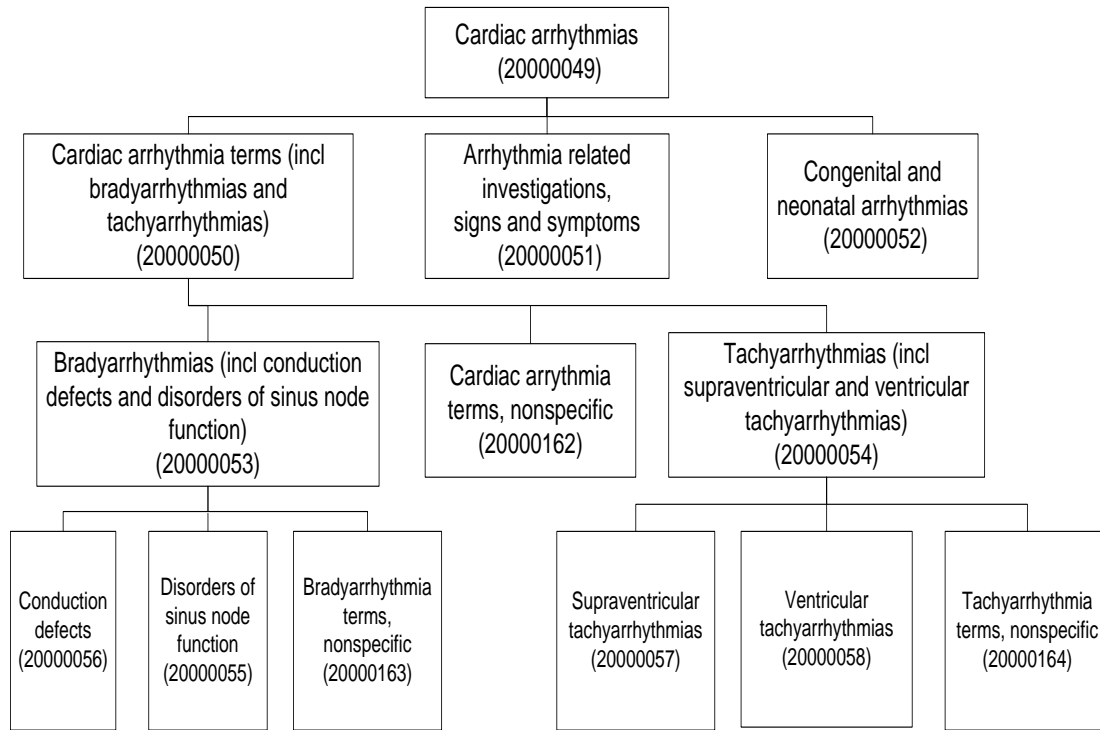 Cardiac arrhythmias
(20000049)
Cardiac arrhythmia terms (incl
bradyarrhythmias and
tachyarrhythmias)
(20000050)
Arrhythmia related
investigations,
signs and symptoms
(20000051)
Congenital and
neonatal arrhythmias
(20000052)
Bradyarrhythmias (incl conduction
defects and disorders of sinus node
function)
(20000053)
Cardiac arrythmia
terms, nonspecific
(20000162)
Tachyarrhythmias (incl
supraventricular and ventricular
tachyarrhythmias)
(20000054)
Conduction
defects
(20000056)
Disorders of
sinus node
function
(20000055)
Bradyarrhythmia
terms,
nonspecific
(20000163)
Supraventricular
tachyarrhythmias
(20000057)
Ventricular
tachyarrhythmias
(20000058)
Tachyarrhythmia
terms, nonspecific
(20000164)